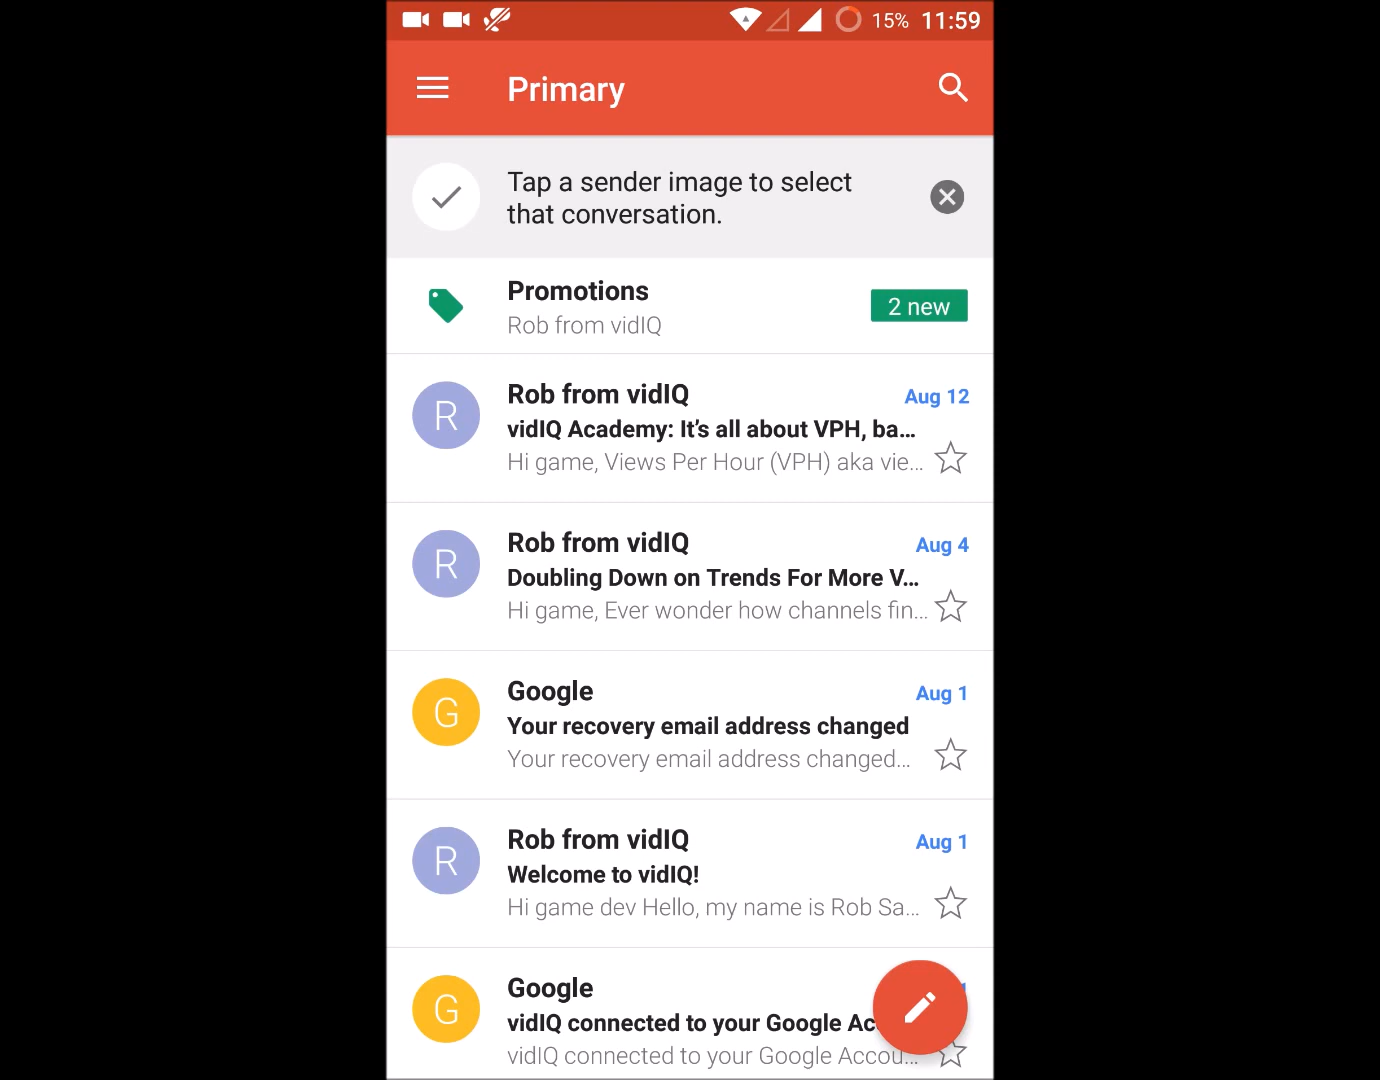 15% 11:59
Primary
Tap a sender image to select
that conversation.
Promotions
2 new
Rob from vidIQ
R
Rob from vidIQ
Aug 12
vidIQ Academy: It's all about VPH, ba...
Hi game, Views Per Hour (VPH) aka vie...
R
Rob from vidIQ
Aug 4
Doubling Down on Trends For More V...
Hi game, Ever wonder how channels fin...
G
Google
Aug 1
Your recovery email address changed
Your recovery email address changed...
R
Rob from vidIQ
Aug 1
Welcome to vidIQ!
Hi game dev Hello, my name is Rob Sa...
G
Google
vidIQ connected to your Google Ac
vidIQ connected to your Google Accou...